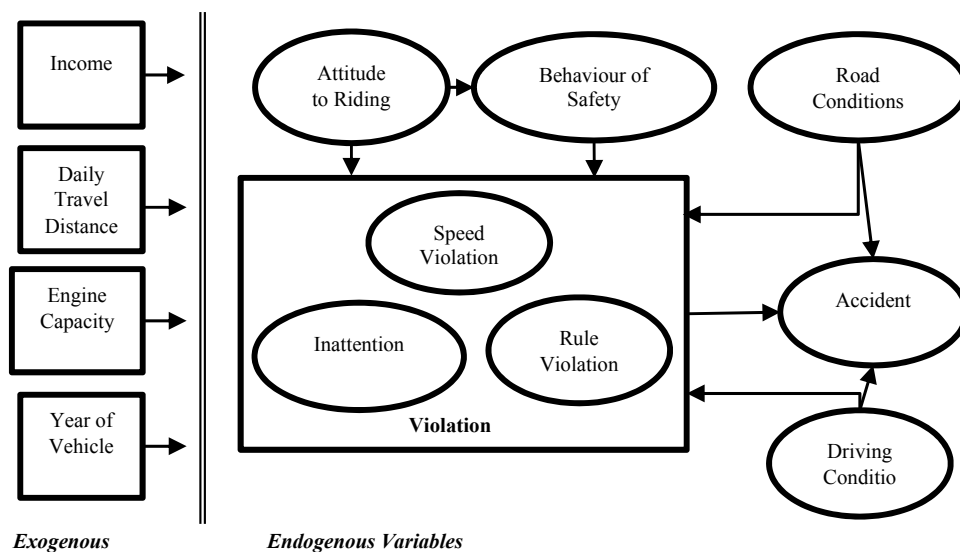 Income
Daily
Travel
Distance
Engine
Capacity
Year of
Vehicle
Exogenous
Attitude
to Riding
Behaviour of
Safety
Road
Conditions
Speed
Violation
Inattention
Rule
Violation
Violation
Accident
Driving
Conditio
Endogenous Variables